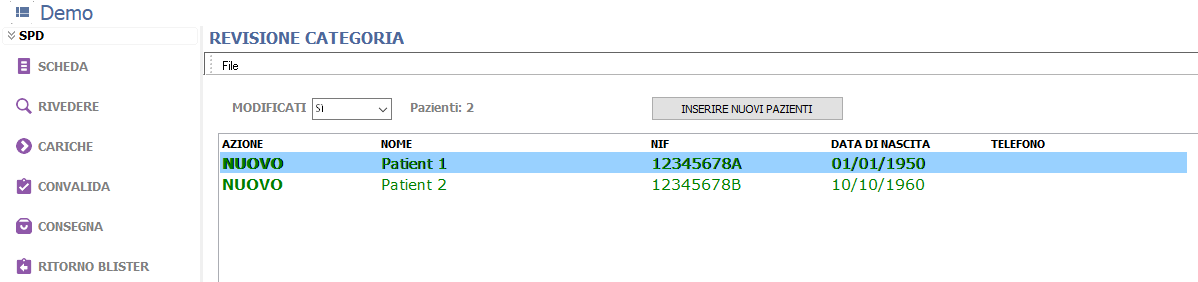 Demo
SPD
SCHEDA
RIVEDERE
CARICHE
CONVALIDA
CONSEGNA
RITORNO BLISTER
REVISIONE CATEGORIA
File
MODIFICATI Sì Pazienti: 2 INSERIRE NUOVI PAZIENTI
AZIONE NOME NIF DATA DI NASCITA TELEFONO
NUOVO Patient 1 12345678A 01/01/1950
NUOVO Patient 2 12345678B 10/10/1960